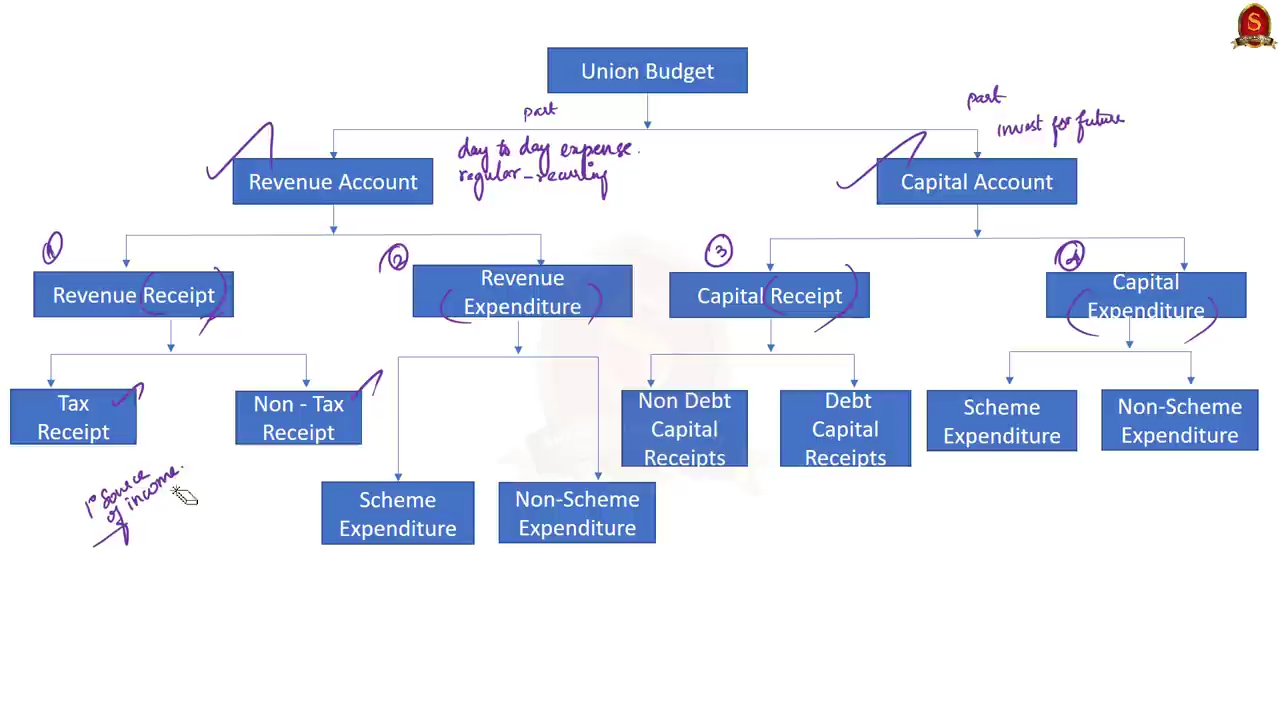 S
Union Budget
part
part
invest for future
day to day expense.
regular-recuring
Revenue Account
Capital Account
1
2
3
4
Revenue Receipt
Revenue
Expenditure
Capital Receipt
Capital
Expenditure
Tax
Receipt
Non - Tax
Receipt
Non Debt
Capital
Receipts
Debt
Capital
Receipts
Scheme
Expenditure
Non-Scheme
Expenditure
1° Source
of income.
Scheme
Expenditure
Non-Scheme
Expenditure